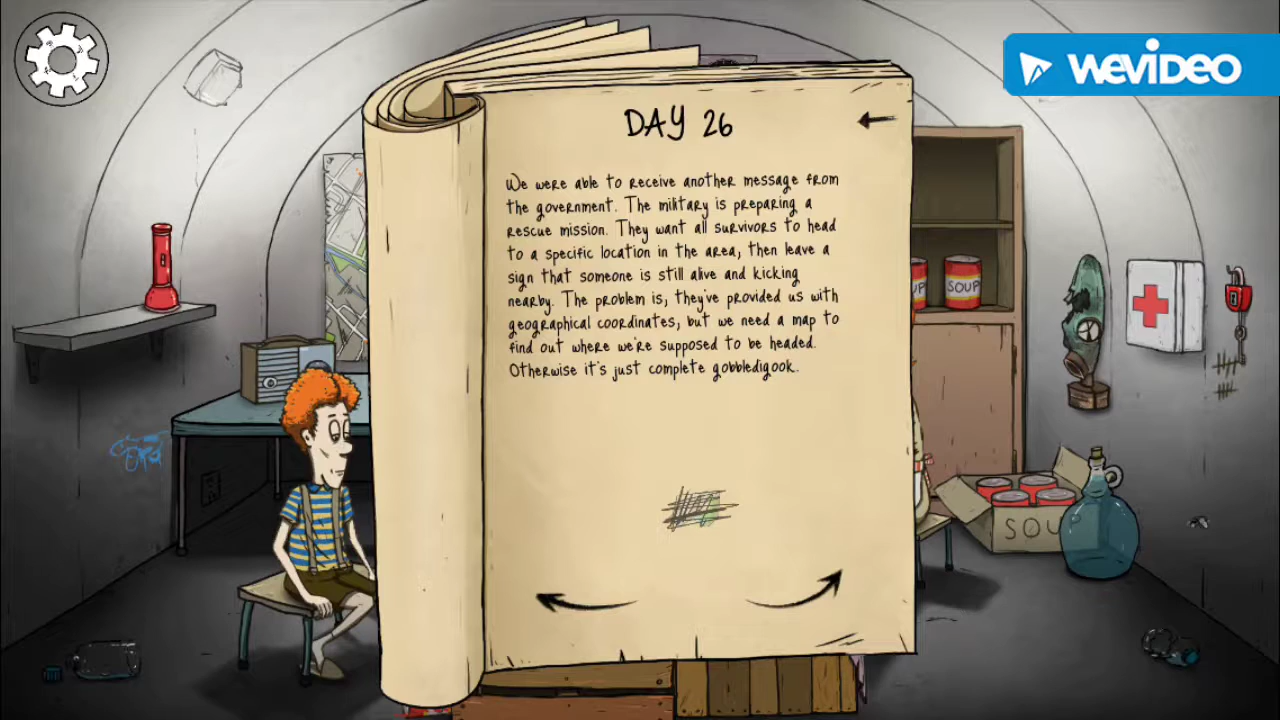 WEVIDEO
DAY 26
We were able to receive another message from
the government. The military is preparing a
rescue mission. They want all survivors to head
to a specific location in the area, then leave a
sign that someone is still alive and kicking
nearby. The problem is, they've provided us with
geographical coordinates, but we need a map to
find out where we're supposed to be headed.
Otherwise it's just complete gobbledigook.
UP
SOUP
SOU